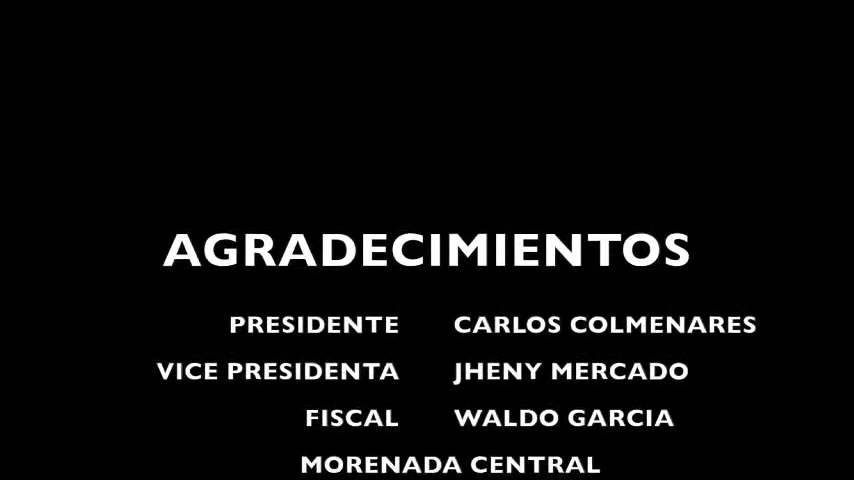 AGRADECIMIENTOS
PRESIDENTE CARLOS COLMENARES
VICE PRESIDENTA JHENY MERCADO
FISCAL WALDO GARCIA
MORENADA CENTRAL